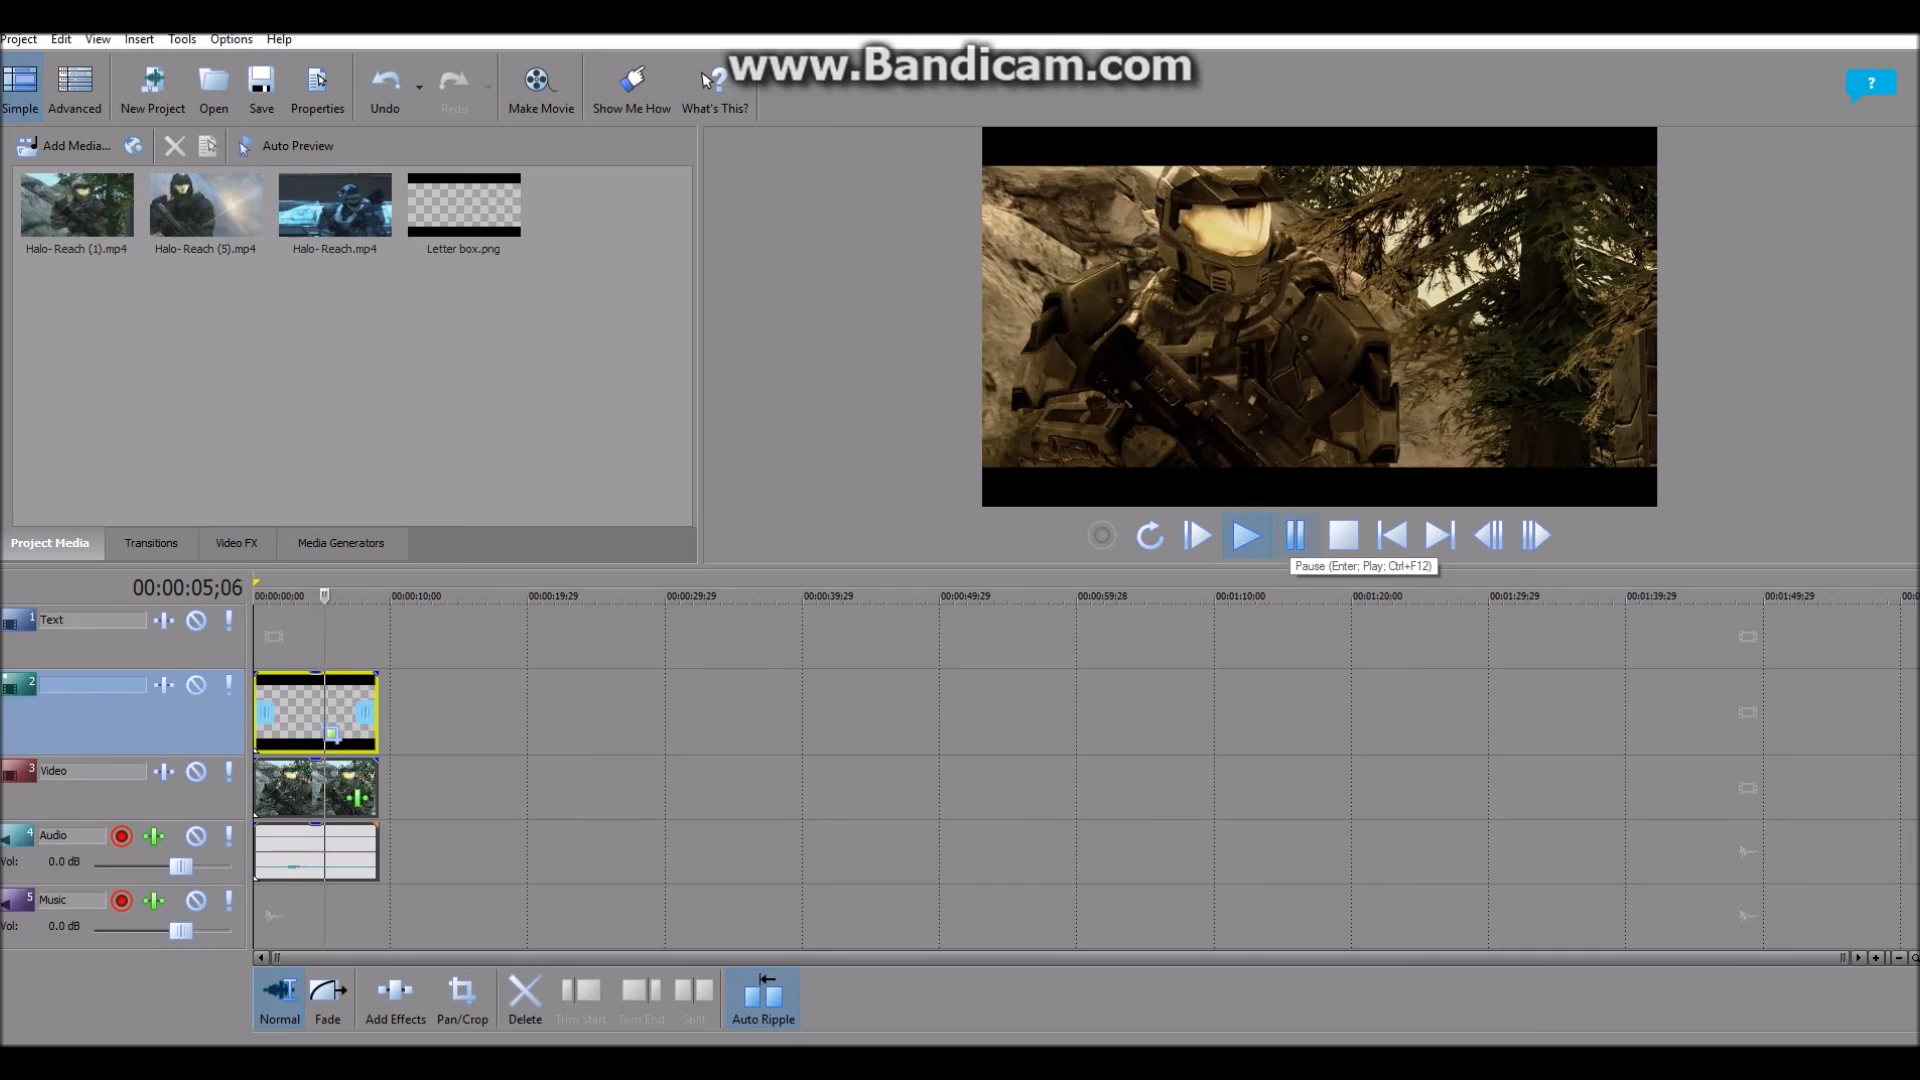 Project Edit View Insert Tools Options Help
www.Bandicam.com
Simple Advanced New Project Open Save Properties Undo Redo Make Movie Show Me How What's This?
?
Add Media... Auto Preview
Halo- Reach (1).mp4 Halo- Reach (5).mp4 Halo- Reach.mp4 Letter box.png
Project Media Transitions Video FX Media Generators
Pause (Enter; Play; Ctrl+F12)
00:00:05;06
00:00:00;00 00:00:10;00 00:00:19;29 00:00:29;29 00:00:39;29 00:00:49;29 00:00:59;28 00:01:10;00 00:01:20;00 00:01:29;29 00:01:39;29 00:01:49;29
1 Text
2
3 Video
4 Audio
Vol: 0.0 dB
5 Music
Vol: 0.0 dB
Normal Fade Add Effects Pan/Crop Delete Trim Start Trim End Split Auto Ripple